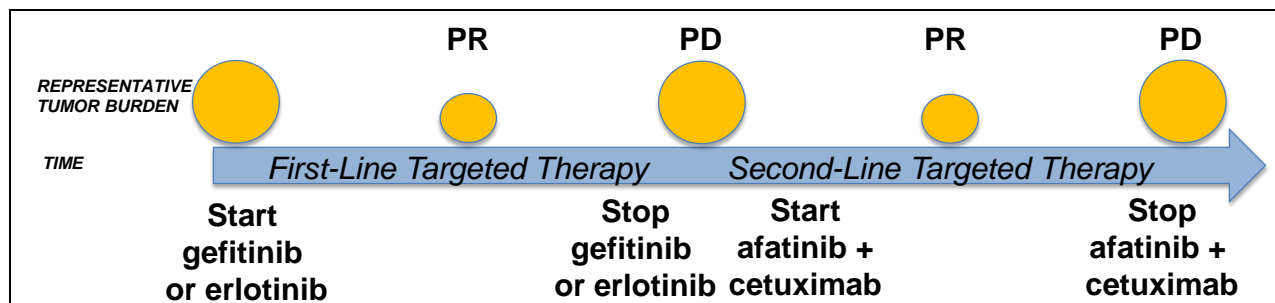 PR PD PR PD
REPRESENTATIVE
TUMOR BURDEN
TIME
First-Line Targeted Therapy Second-Line Targeted Therapy
Start
gefitinib
or erlotinib
Stop
gefitinib
or erlotinib
Start
afatinib +
cetuximab
Stop
afatinib +
cetuximab